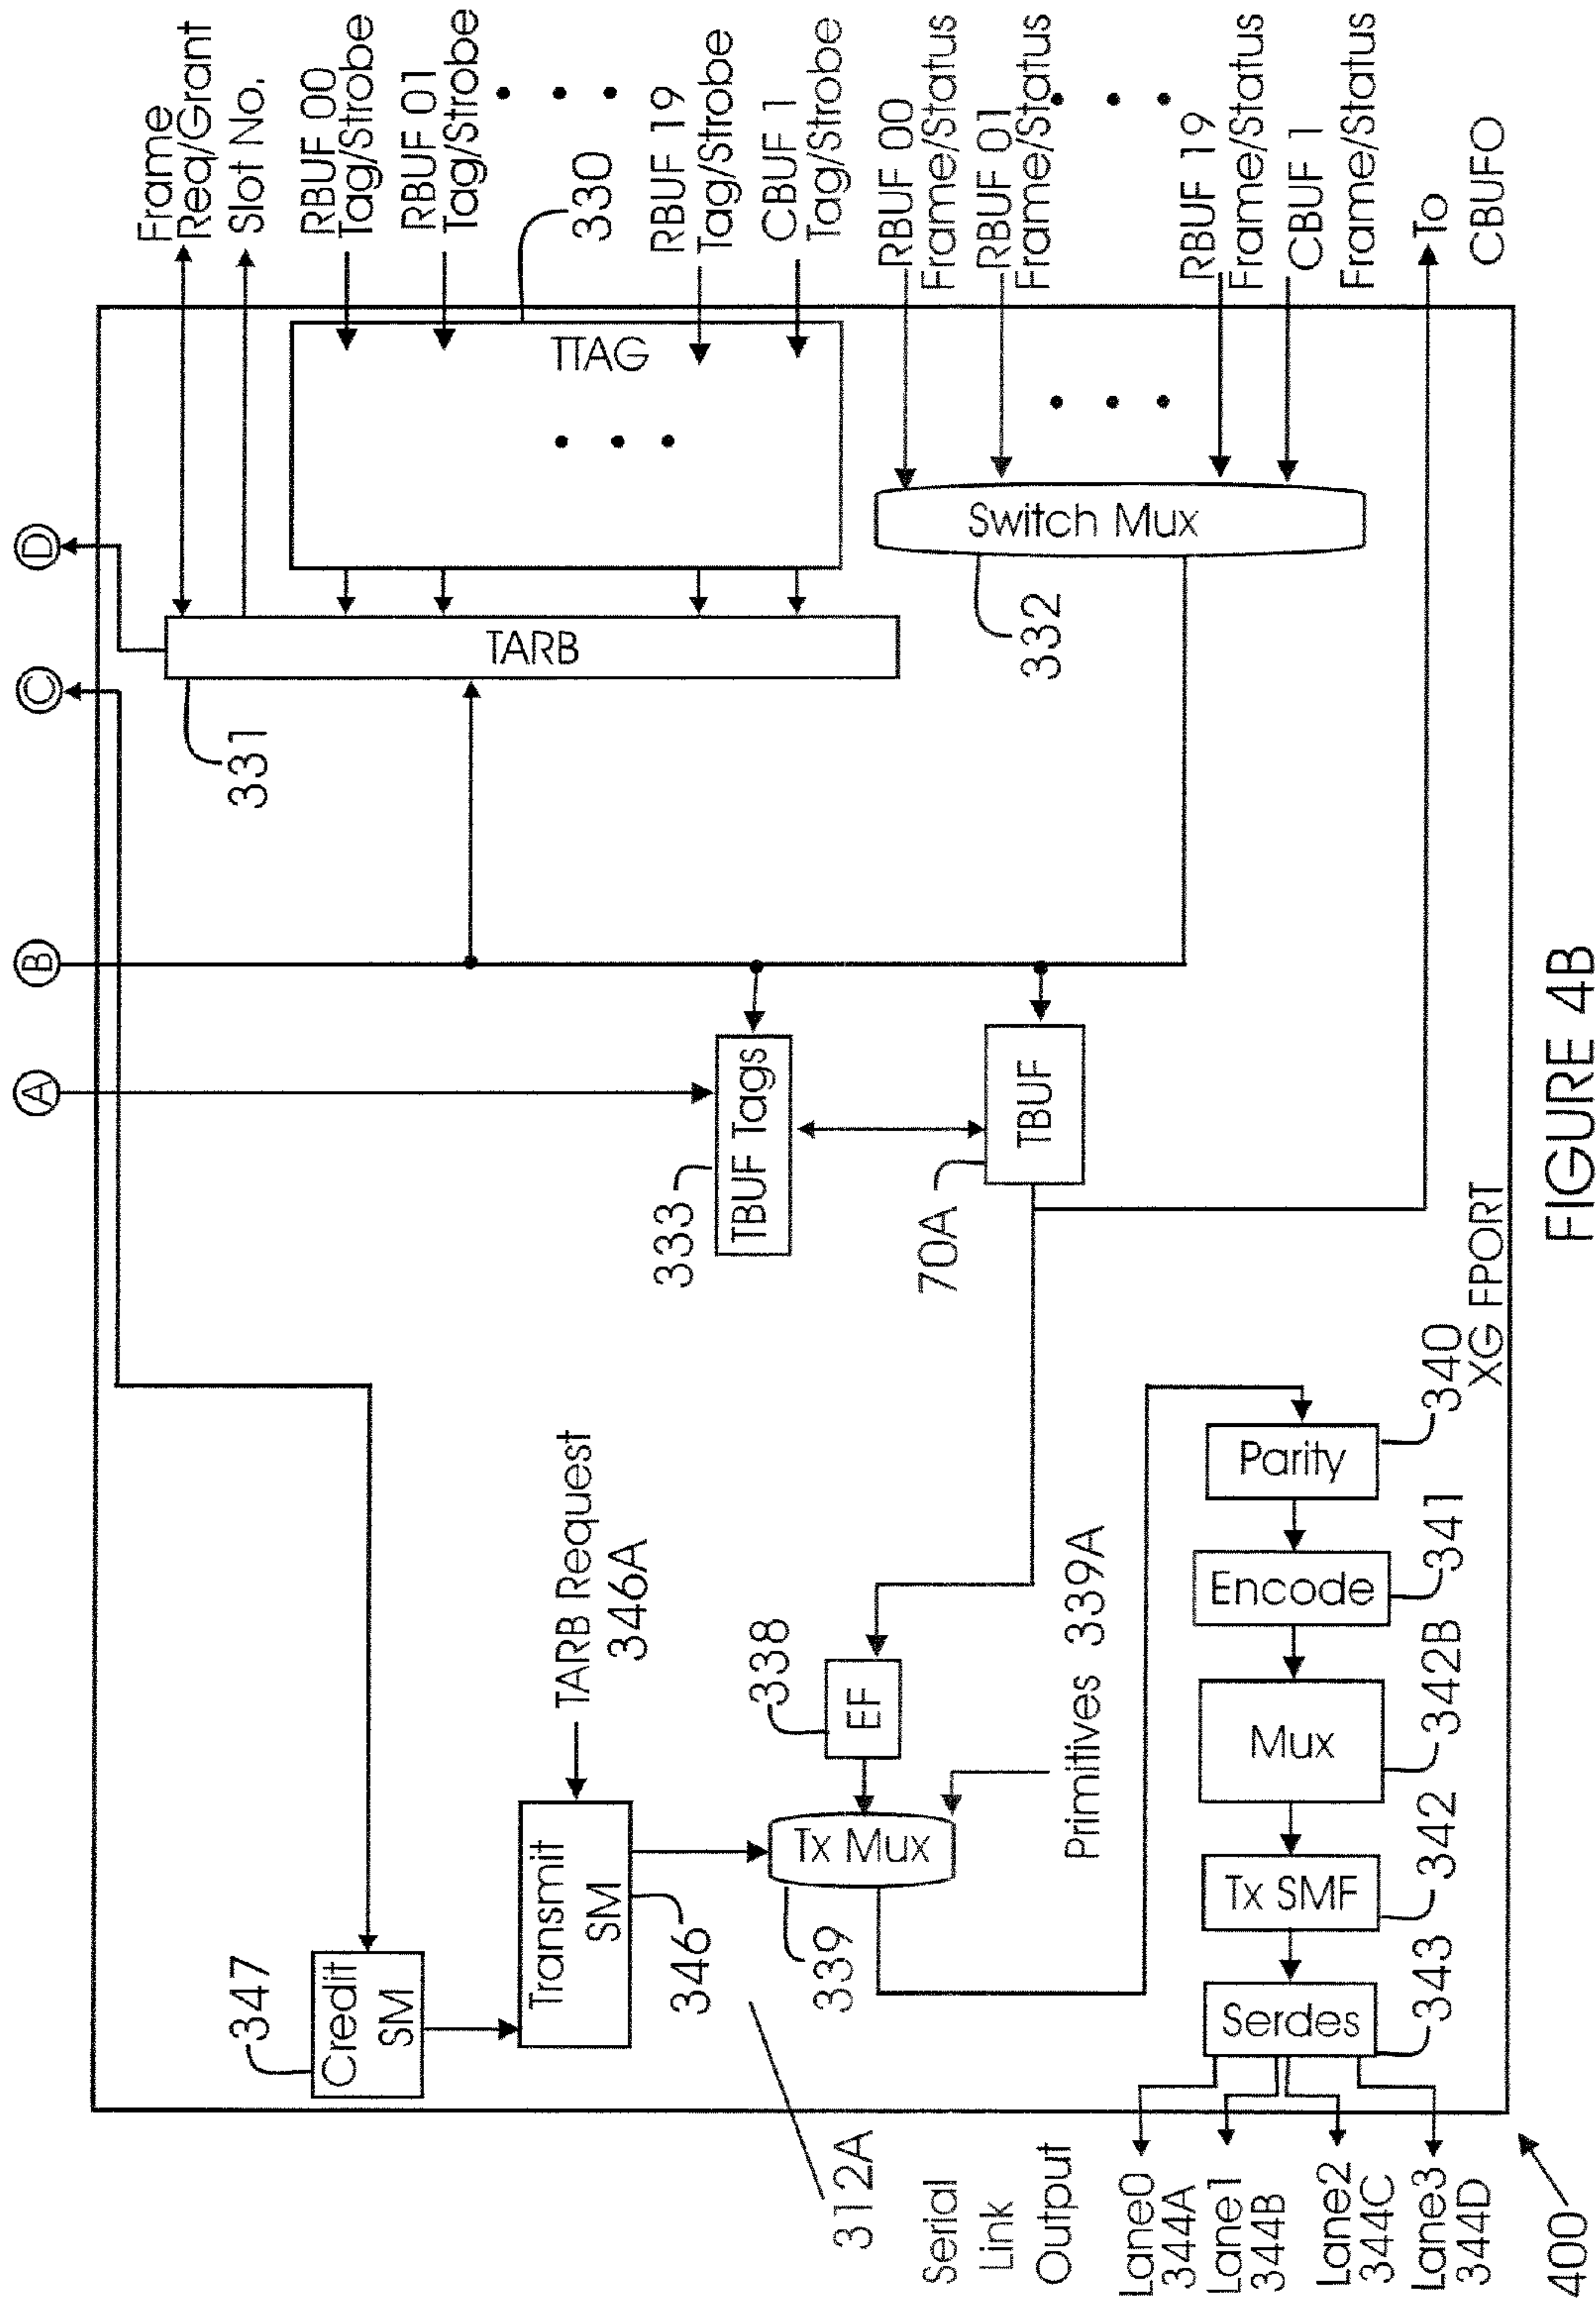 Frame
Req/Grant
Slot No.
RBUF 00
Tag/Strobe
RBUF 01
Tag/Strobe
330
RBUF 19
Tag/Strobe
CBUF 1
Tag/Strobe
RBUF 00
Frame/Status
RBUF 01
Frame/Status
RBUF 19
Frame/Status
CBUF 1
Frame/Status
To
CBUFO
TTAG
Switch Mux
332
TARB
331
D
C
B
A
TBUF Tags
333
TBUF
70A
XG FPORT
Parity
340
Encode
341
Mux
342B
Tx SMF
342
Serdes
343
TARB Request
346A
EF
338
Primitives 339A
Tx Mux
339
Transmit
SM
346
Credit
SM
347
312A
Serial
Link
Output
Lane0
344A
Lane1
344B
Lane2
344C
Lane3
344D
400
FIGURE 4B